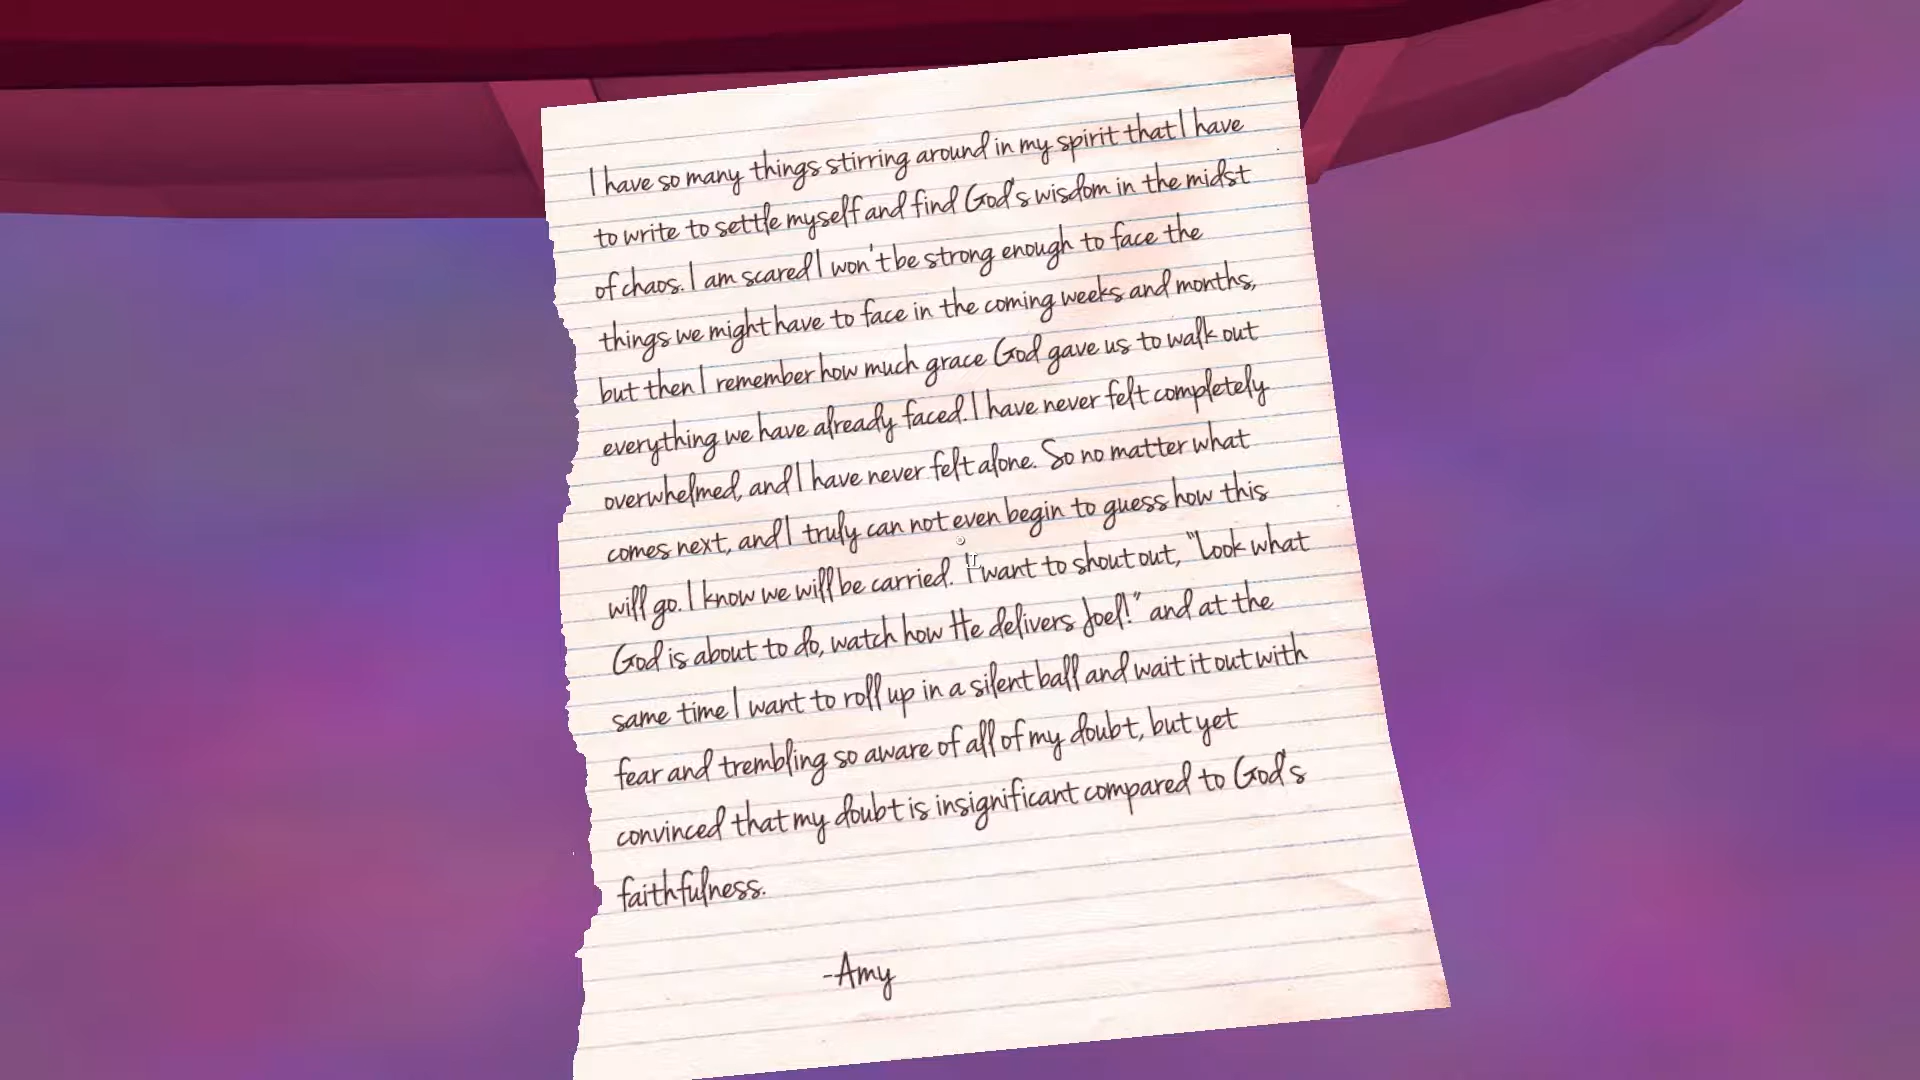 I have so many things stirring around in my spirit that I have
to write to settle myself and find God's wisdom in the midst
of chaos. I am scared I won't be strong enough to face the
things we might have to face in the coming weeks and months,
but then I remember how much grace God gave us to walk out
everything we have already faced. I have never felt completely
overwhelmed, and I have never felt alone. So no matter what
comes next, and I truly can not even begin to guess how this
will go. I know we will be carried. I want to shout out, "Look what
God is about to do, watch how He delivers Joel!" and at the
same time I want to roll up in a silent ball and wait it out with
fear and trembling so aware of all of my doubt, but yet
convinced that my doubt is insignificant compared to God's
faithfulness.
-Amy